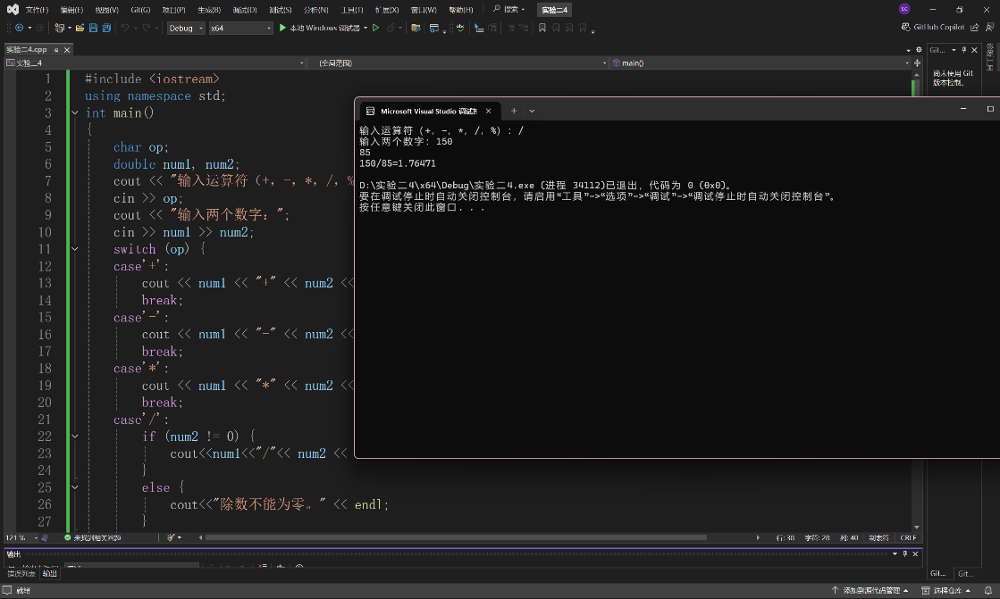 文件(F) 编辑(E) 视图(V) Git(G) 项目(P) 生成(B) 调试(D) 测试(S) 分析(N) 工具(T) 扩展(X) 窗口(W) 帮助(H) 搜索 实验二4 SC
Debug x64 本地 Windows 调试器 GitHub Copilot
实验二4.cpp Git...
实验二4 (全局范围) main()
尚未使用 Git 版本控制。
1 #include <iostream>
2 using namespace std;
3 int main()
4 {
5 char op;
6 double num1, num2;
7 cout << "输入运算符 (+, -, *, /, %
8 cin >> op;
9 cout << "输入两个数字: ";
10 cin >> num1 >> num2;
11 switch (op) {
12 case'+':
13 cout << num1 << "+" << num2 <<
14 break;
15 case'-':
16 cout << num1 << "-" << num2 <<
17 break;
18 case'*':
19 cout << num1 << "*" << num2 <<
20 break;
21 case'/':
22 if (num2 != 0) {
23 cout<<num1<<"/"<< num2 <<
24 }
25 else {
26 cout<<"除数不能为零。" << endl;
27 }
Microsoft Visual Studio 调试
输入运算符 (+, -, *, /, %) : /
输入两个数字: 150
85
150/85=1.76471
D:\实验二4\x64\Debug\实验二4.exe (进程 34112)已退出，代码为 0 (0x0)。
要在调试停止时自动关闭控制台，请启用“工具”->“选项”->“调试”->“调试停止时自动关闭控制台”。
按任意键关闭此窗口. . .
121 % 未找到相关问题 行: 38 字符: 28 列: 40 制表符 CRLF
输出
错误列表 输出 Git... Git...
就绪 添加到源代码管理 选择仓库